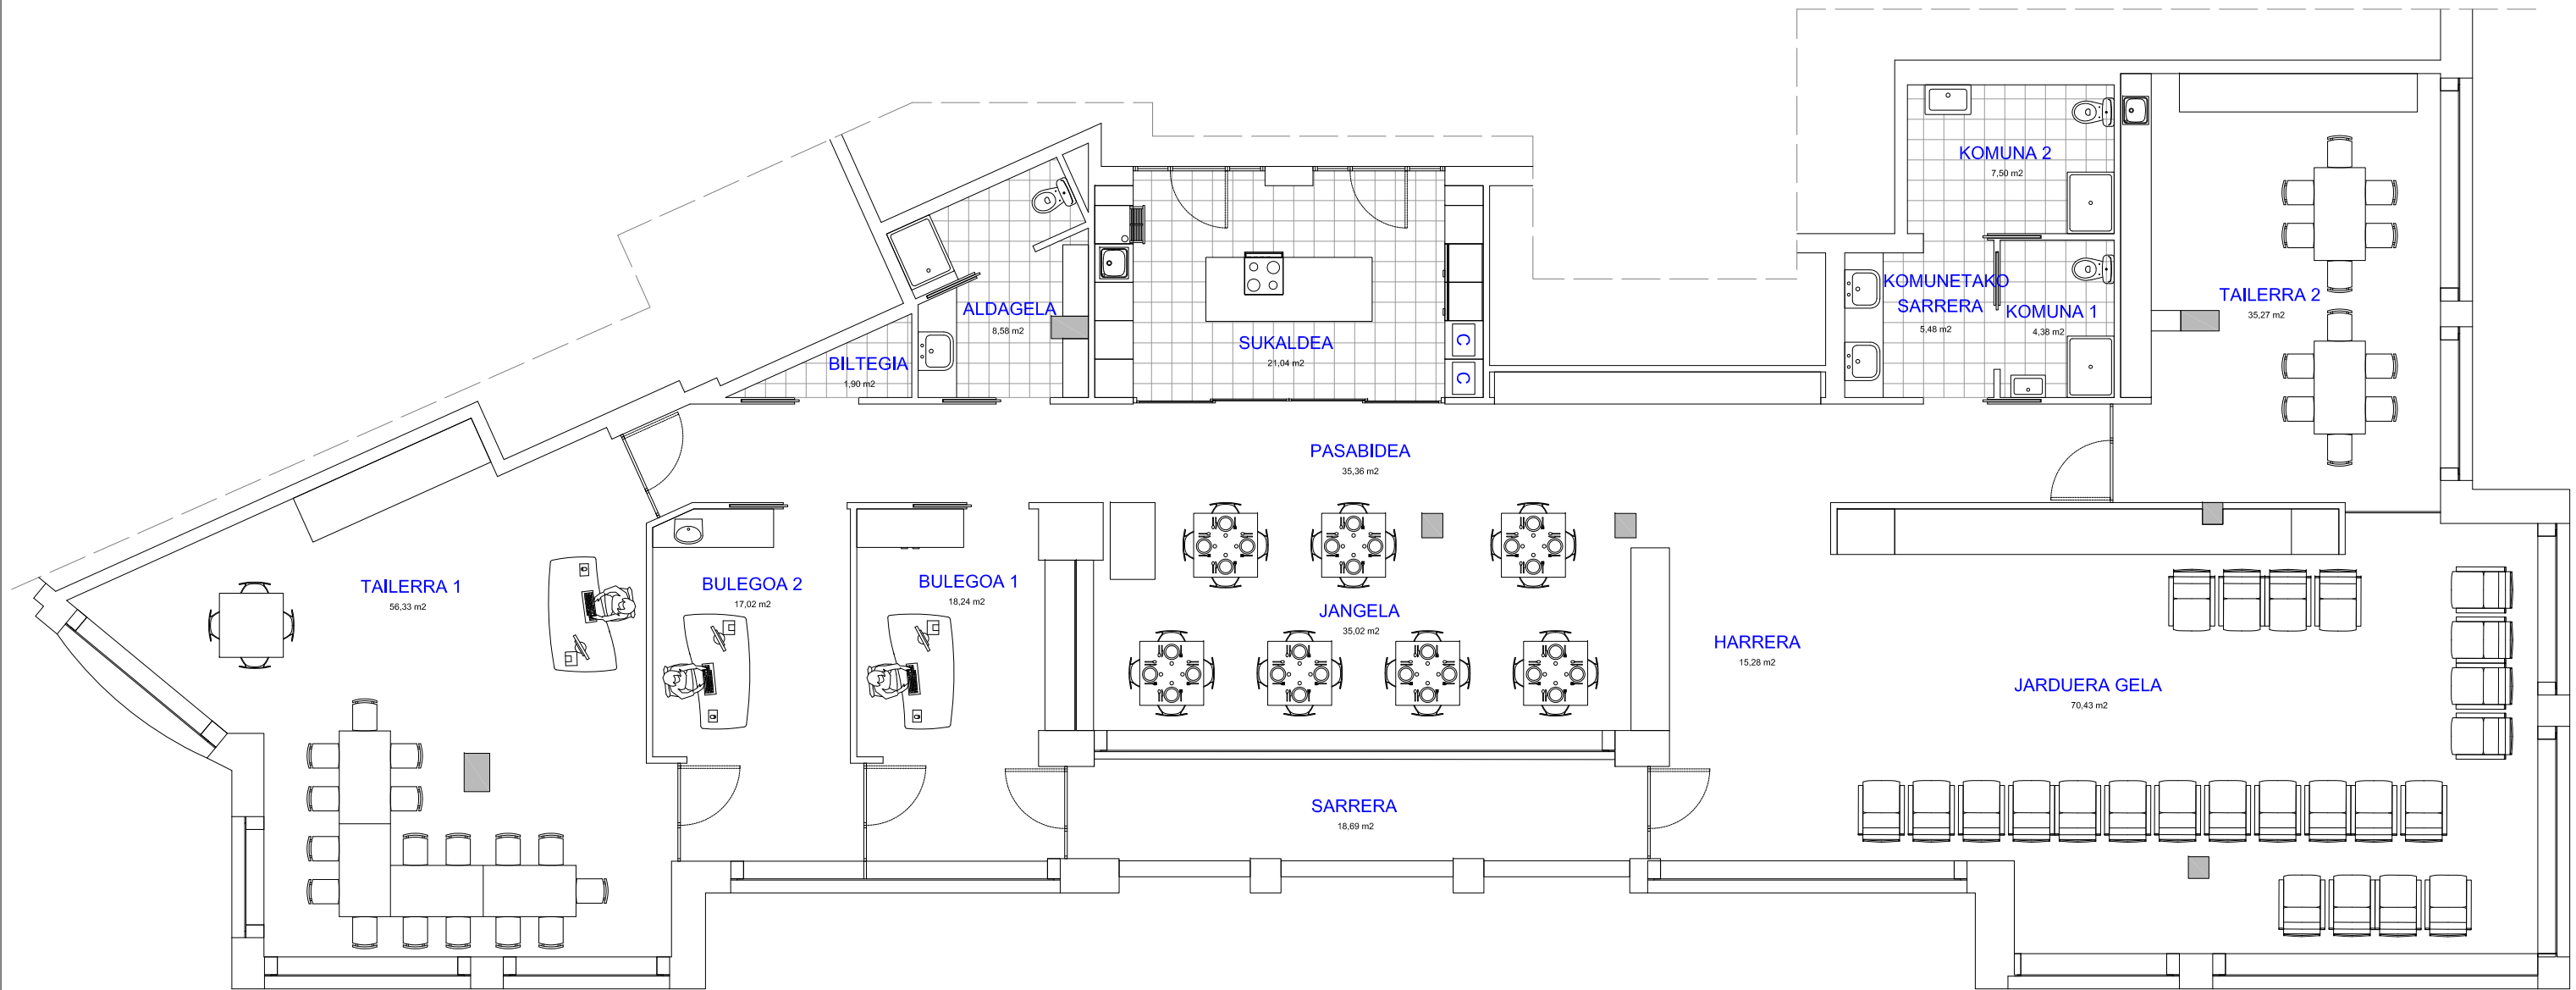 KOMUNA 2
7,50 m2
KOMUNETAKO
SARRERA
5,48 m2
KOMUNA 1
4,38 m2
TAILERRA 2
35,27 m2
ALDAGELA
8,58 m2
BILTEGIA
1,90 m2
SUKALDEA
21,04 m2
C
C
PASABIDEA
35,36 m2
TAILERRA 1
56,33 m2
BULEGOA 2
17,02 m2
BULEGOA 1
18,24 m2
JANGELA
35,02 m2
HARRERA
15,28 m2
JARDUERA GELA
70,43 m2
SARRERA
18,69 m2